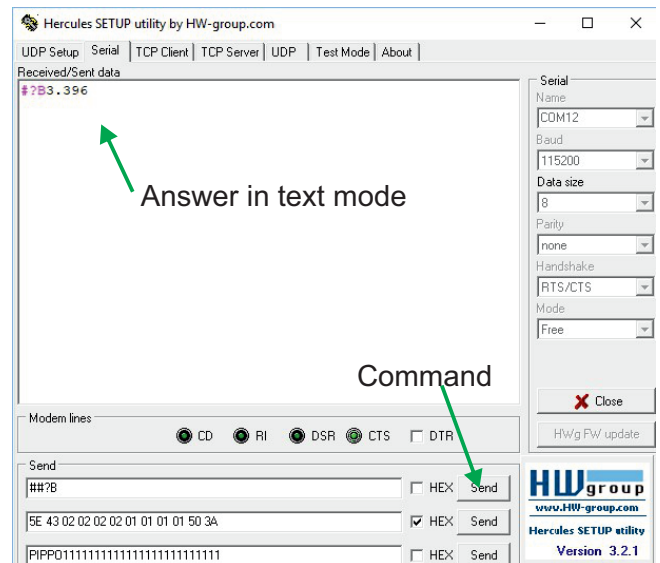 Hercules SETUP utility by HW-group.com
UDP Setup Serial TCP Client TCP Server UDP Test Mode About
Received/Sent data
#?B3.396
Answer in text mode
Command
Serial
Name
COM12
Baud
115200
Data size
8
Parity
none
Handshake
RTS/CTS
Mode
Free
Close
HWg FW update
Modem lines
CD RI DSR CTS DTR
Send
##?B HEX Send
5E 43 02 02 02 02 01 01 01 01 50 3A HEX Send
PIPPO1111111111111111111111111 HEX Send
HW group
www.HW-group.com
Hercules SETUP utility
Version 3.2.1